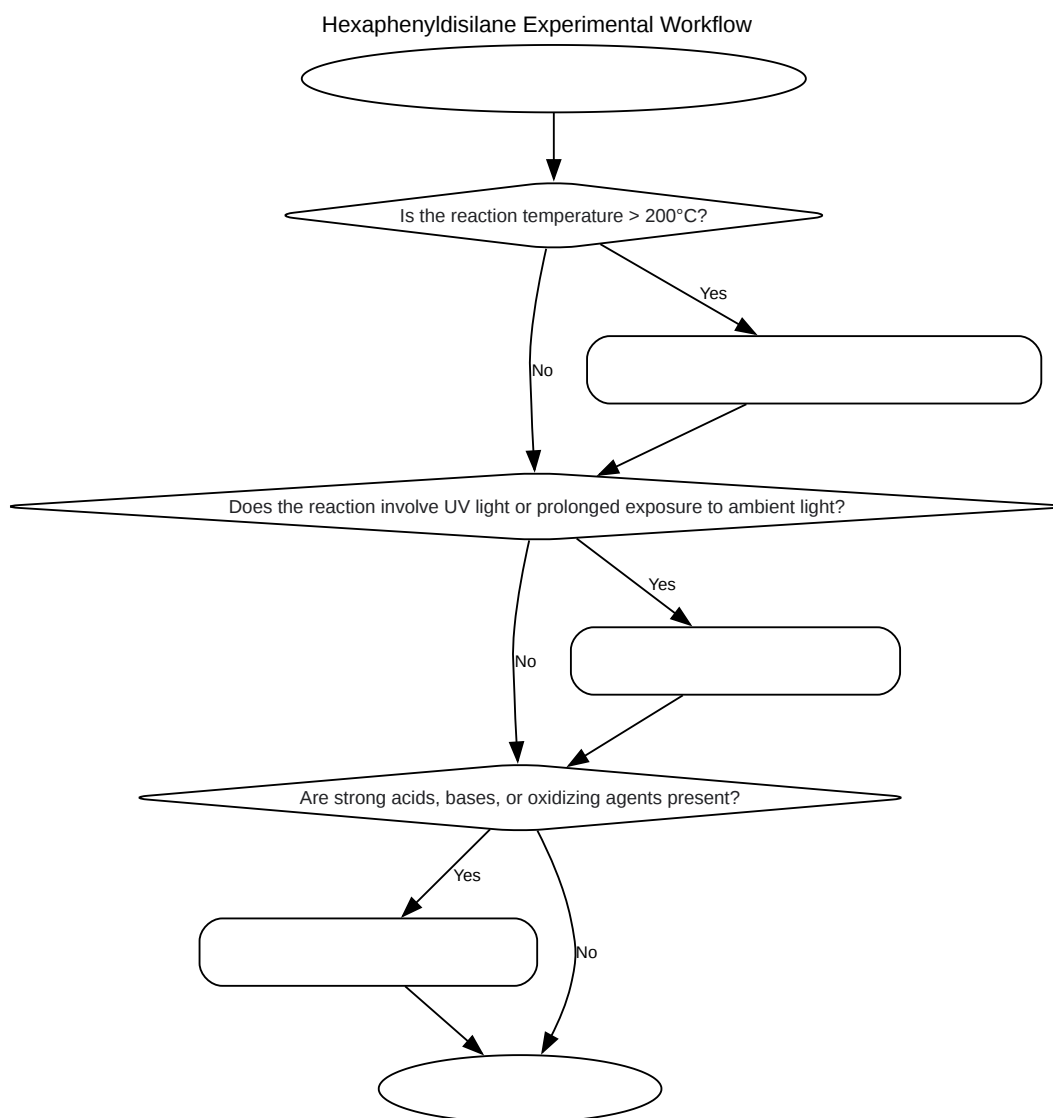 Hexaphenyldisilane Experimental Workflow
Is the reaction temperature > 200°C?
Yes
No
Does the reaction involve UV light or prolonged exposure to ambient light?
Yes
No
Are strong acids, bases, or oxidizing agents present?
Yes
No